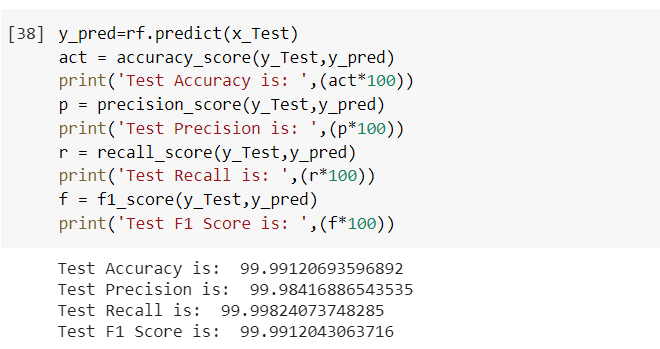 [38] y_pred=rf.predict(x_Test)
act = accuracy_score(y_Test,y_pred)
print('Test Accuracy is: ',(act*100))
p = precision_score(y_Test,y_pred)
print('Test Precision is: ',(p*100))
r = recall_score(y_Test,y_pred)
print('Test Recall is: ',(r*100))
f = f1_score(y_Test,y_pred)
print('Test F1 Score is: ',(f*100))
Test Accuracy is:  99.99120693596892
Test Precision is:  99.98416886543535
Test Recall is:  99.99824073748285
Test F1 Score is:  99.9912043063716